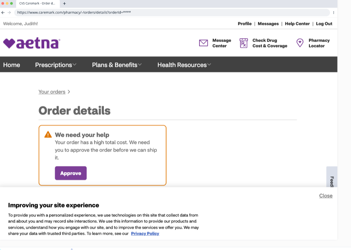 CVS Caremark - Order d...
Welcome, Judhh!
Profile | Messages | Help Center | Log Out
aetna
Message Center
Check Drug Cost & Coverage
Pharmacy Locator
Home Prescriptions Plans & Benefits Health Resources
Your orders
Order details
We need your help
Your order has a high total cost. We need
you to approve the order before we can ship
it.
Approve
Feed
Close
Improving your site experience
To provide you with a personalized experience, we use technologies on this site that collect data from
and about you and may record site interactions. We use this information to provide our products and
services, understand how you engage with our site, and to improve the services we offer you. We may
share your data with trusted third parties. To learn more, see our Privacy Policy